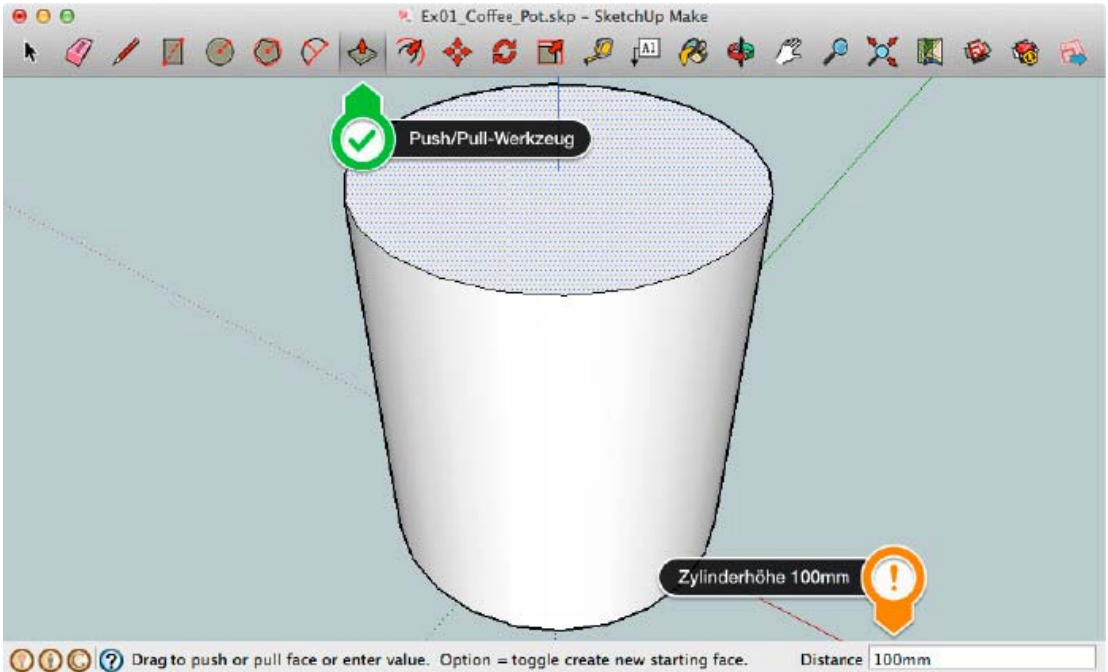 Ex01_Coffee_Pot.skp – SketchUp Make
A1
Push/Pull-Werkzeug
Zylinderhöhe 100mm
Drag to push or pull face or enter value. Option = toggle create new starting face.
Distance 100mm